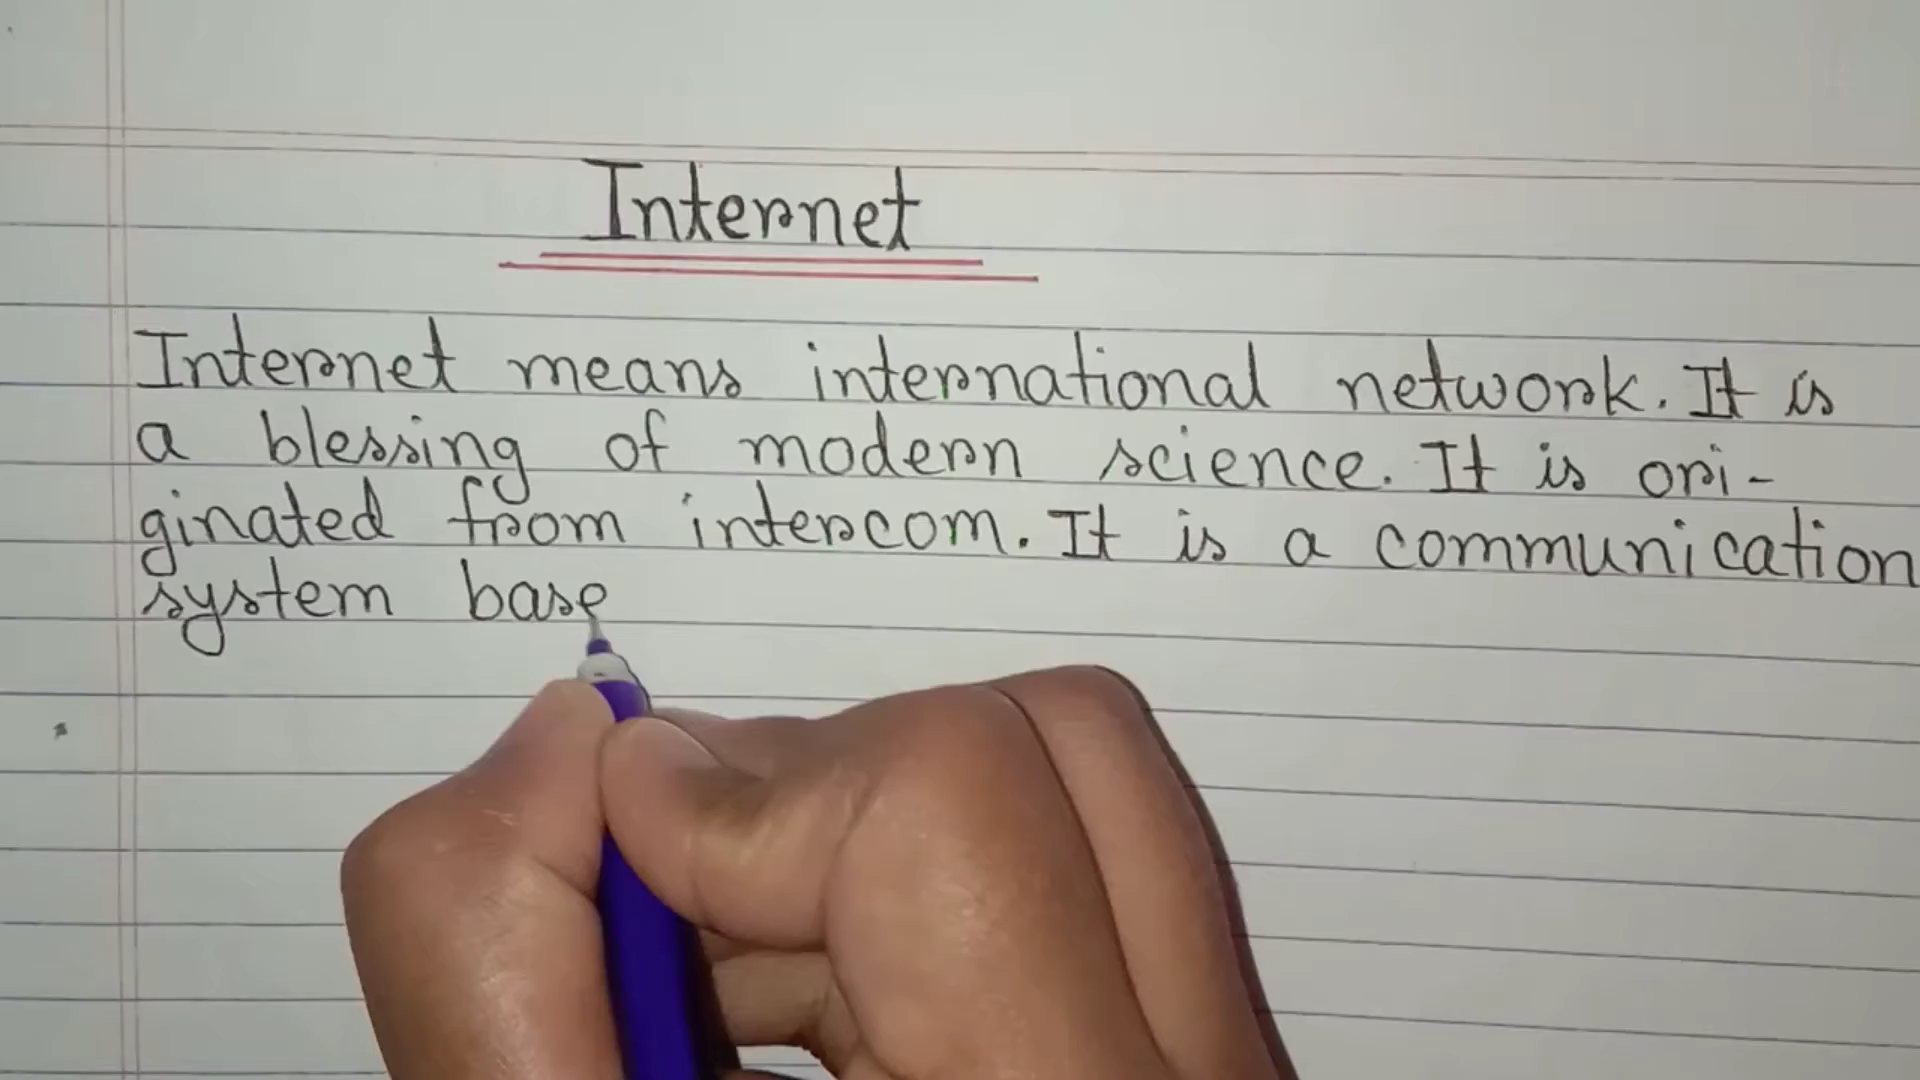 Internet
Internet means international network. It is
a blessing of modern science. It is ori-
ginated from intercom. It is a communication
system base